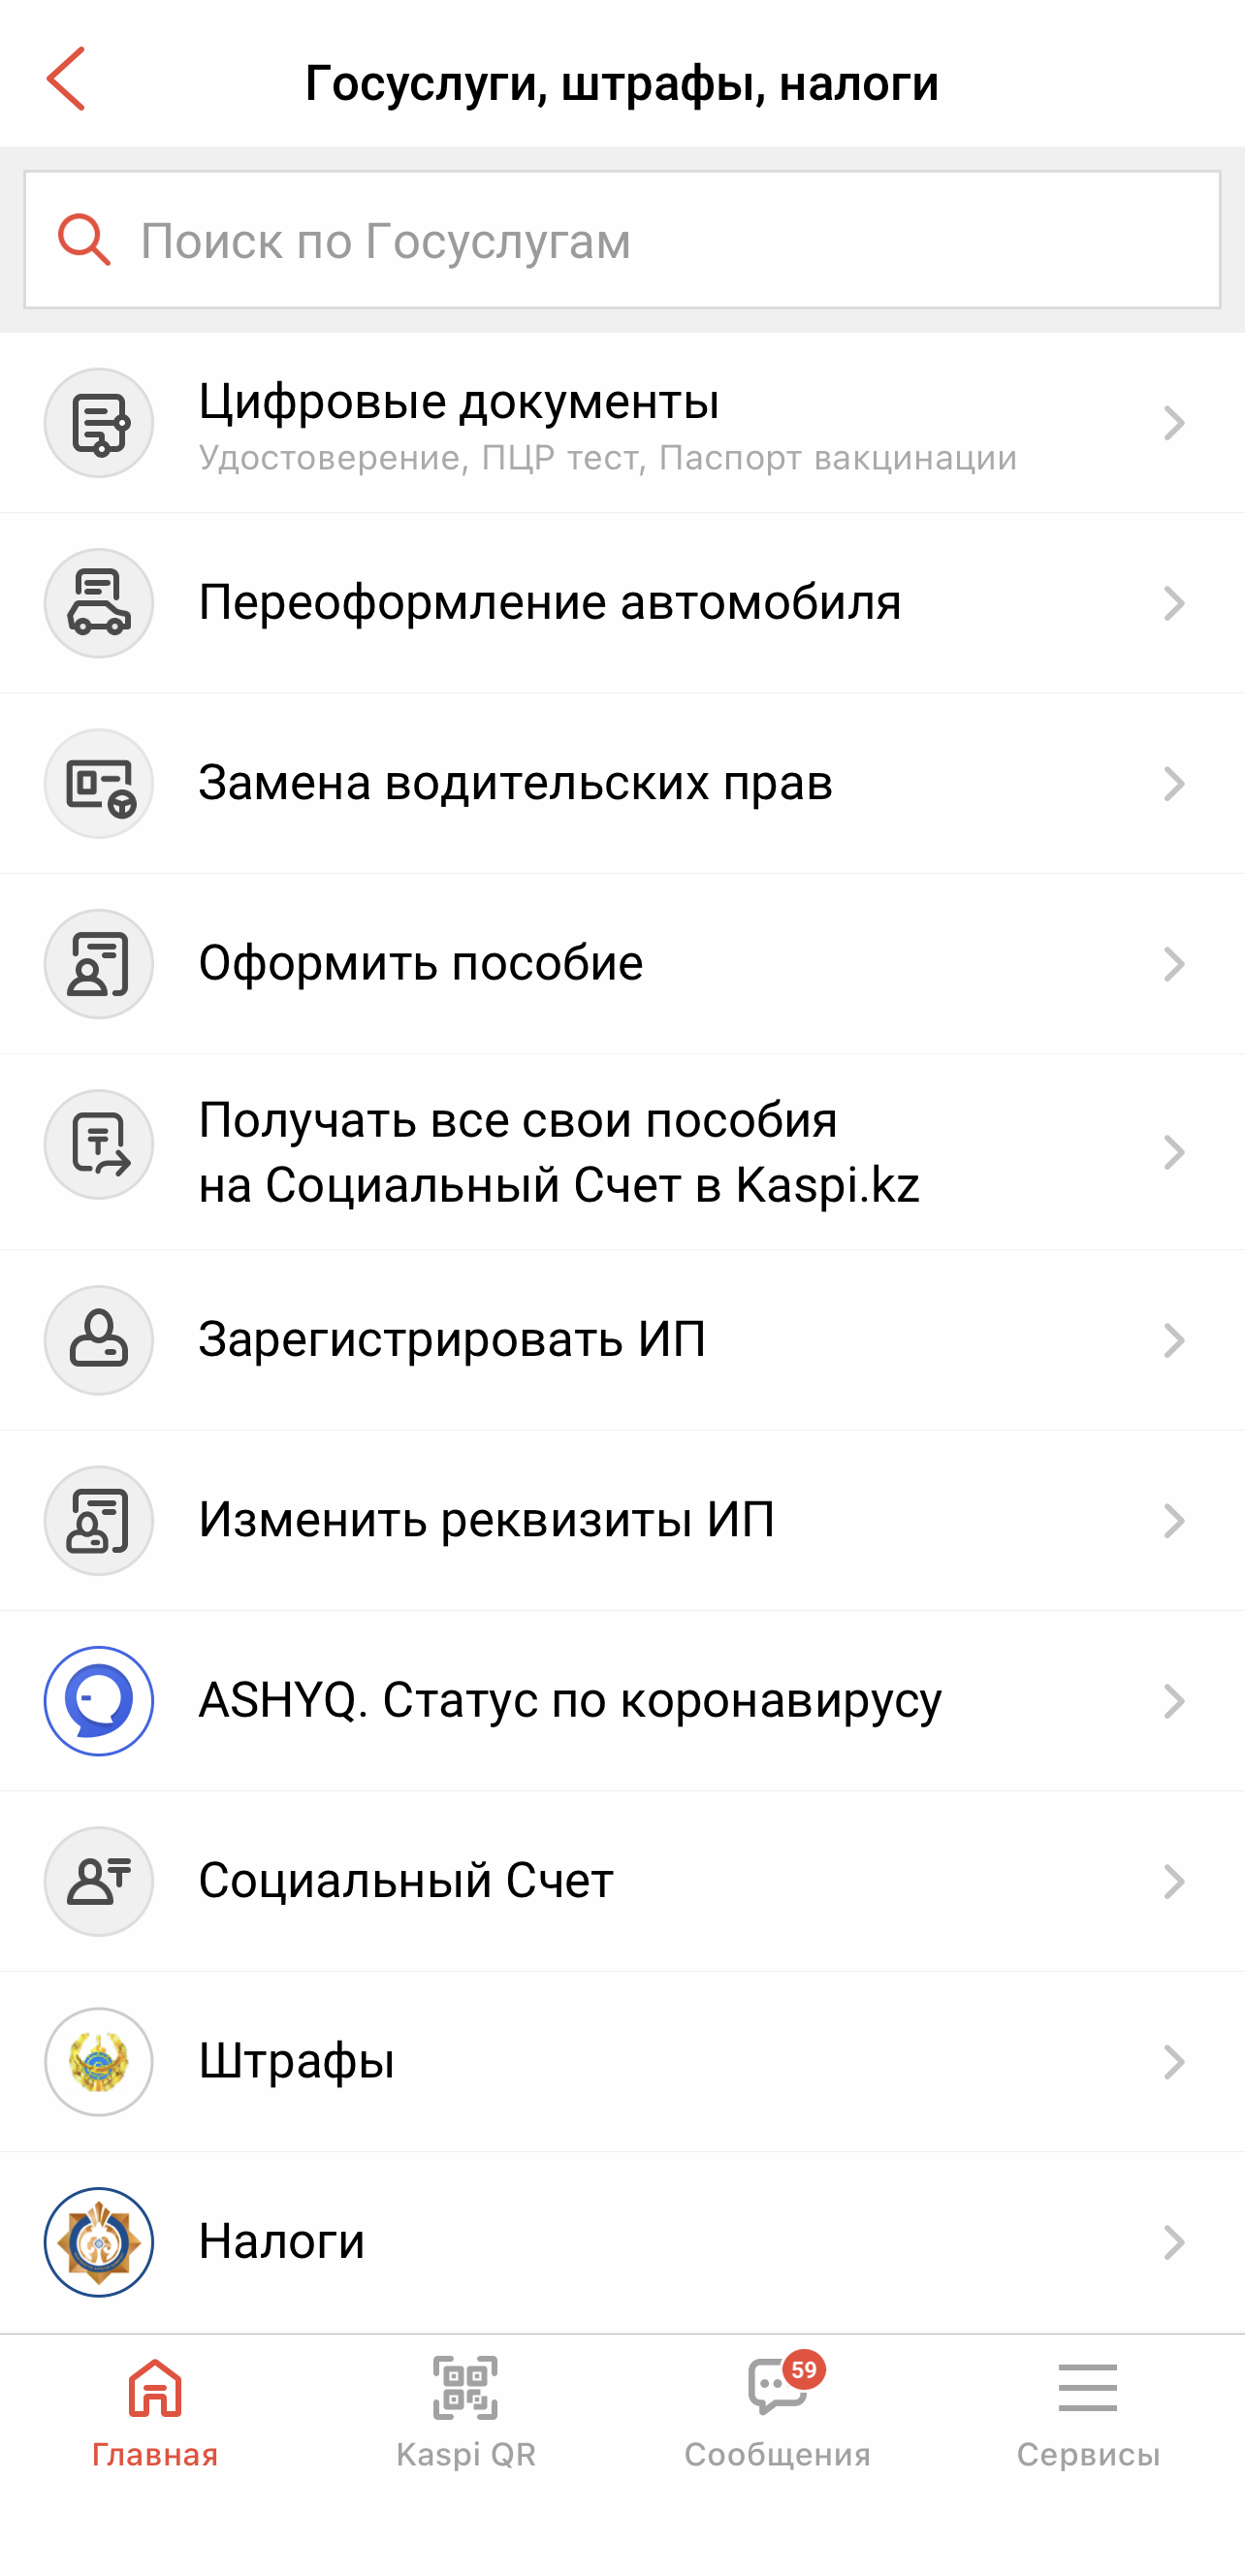 Госуслуги, штрафы, налоги
Поиск по Госуслугам
Цифровые документы
Удостоверение, ПЦР тест, Паспорт вакцинации
Переоформление автомобиля
Замена водительских прав
Оформить пособие
Получать все свои пособия
на Социальный Счет в Kaspi.kz
Зарегистрировать ИП
Изменить реквизиты ИП
ASHYQ. Статус по коронавирусу
Социальный Счет
Штрафы
Налоги
59
Главная
Kaspi QR
Сообщения
Сервисы